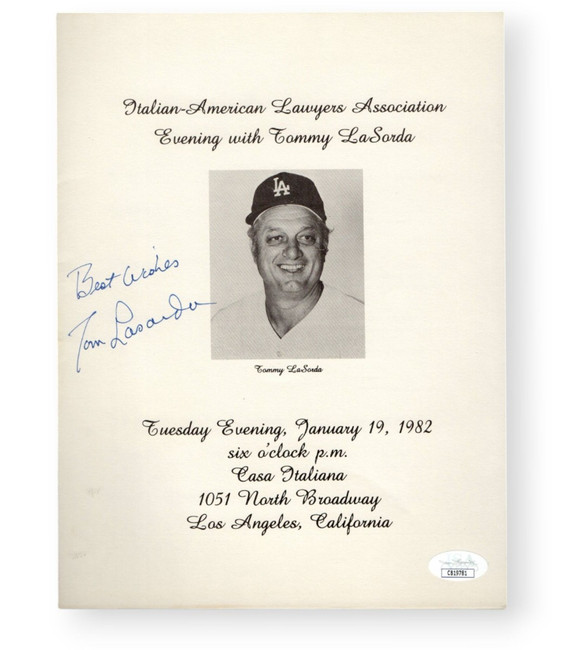 Italian-American Lawyers Association
Evening with Tommy LaSorda
LA
Best Wishes
Tom Lasorda
Tommy LaSorda
Tuesday Evening, January 19, 1982
six o'clock p.m.
Casa Italiana
1051 North Broadway
Los Angeles, California